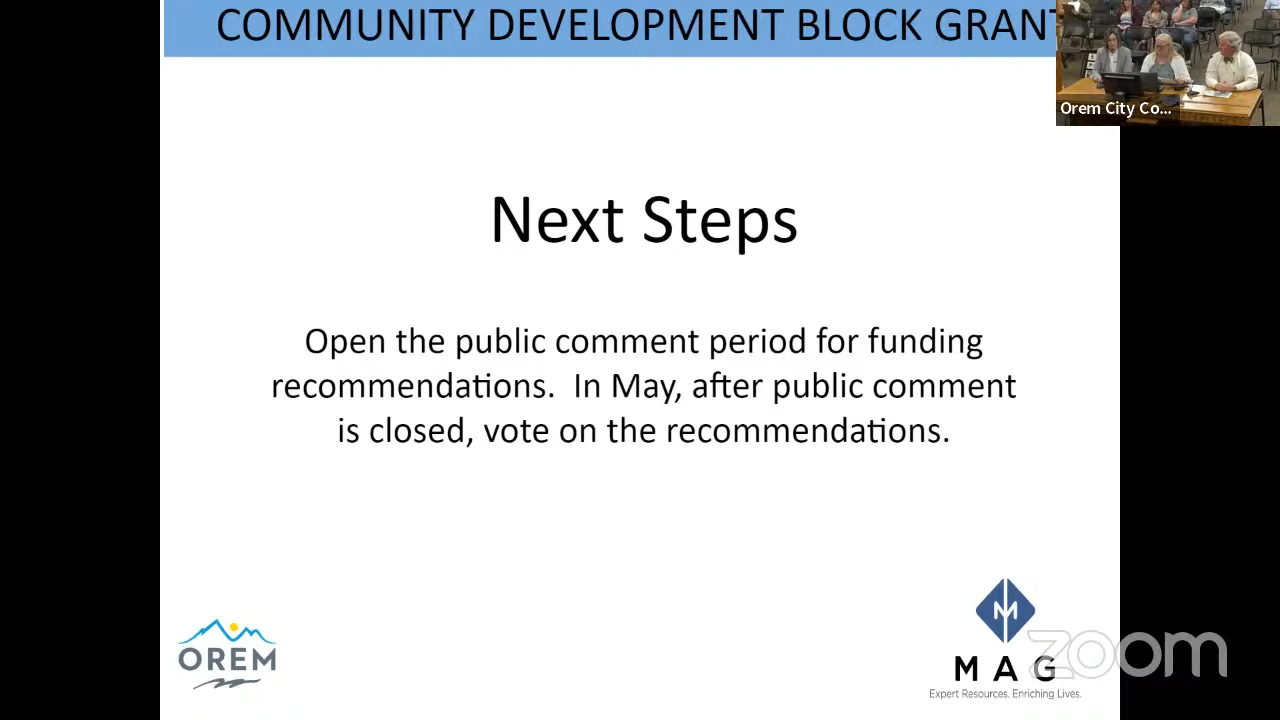 COMMUNITY DEVELOPMENT BLOCK GRANT
Orem City Co...
Next Steps
Open the public comment period for funding
recommendations.  In May, after public comment
is closed, vote on the recommendations.
OREM
MAG
Expert Resources. Enriching Lives.
zoom